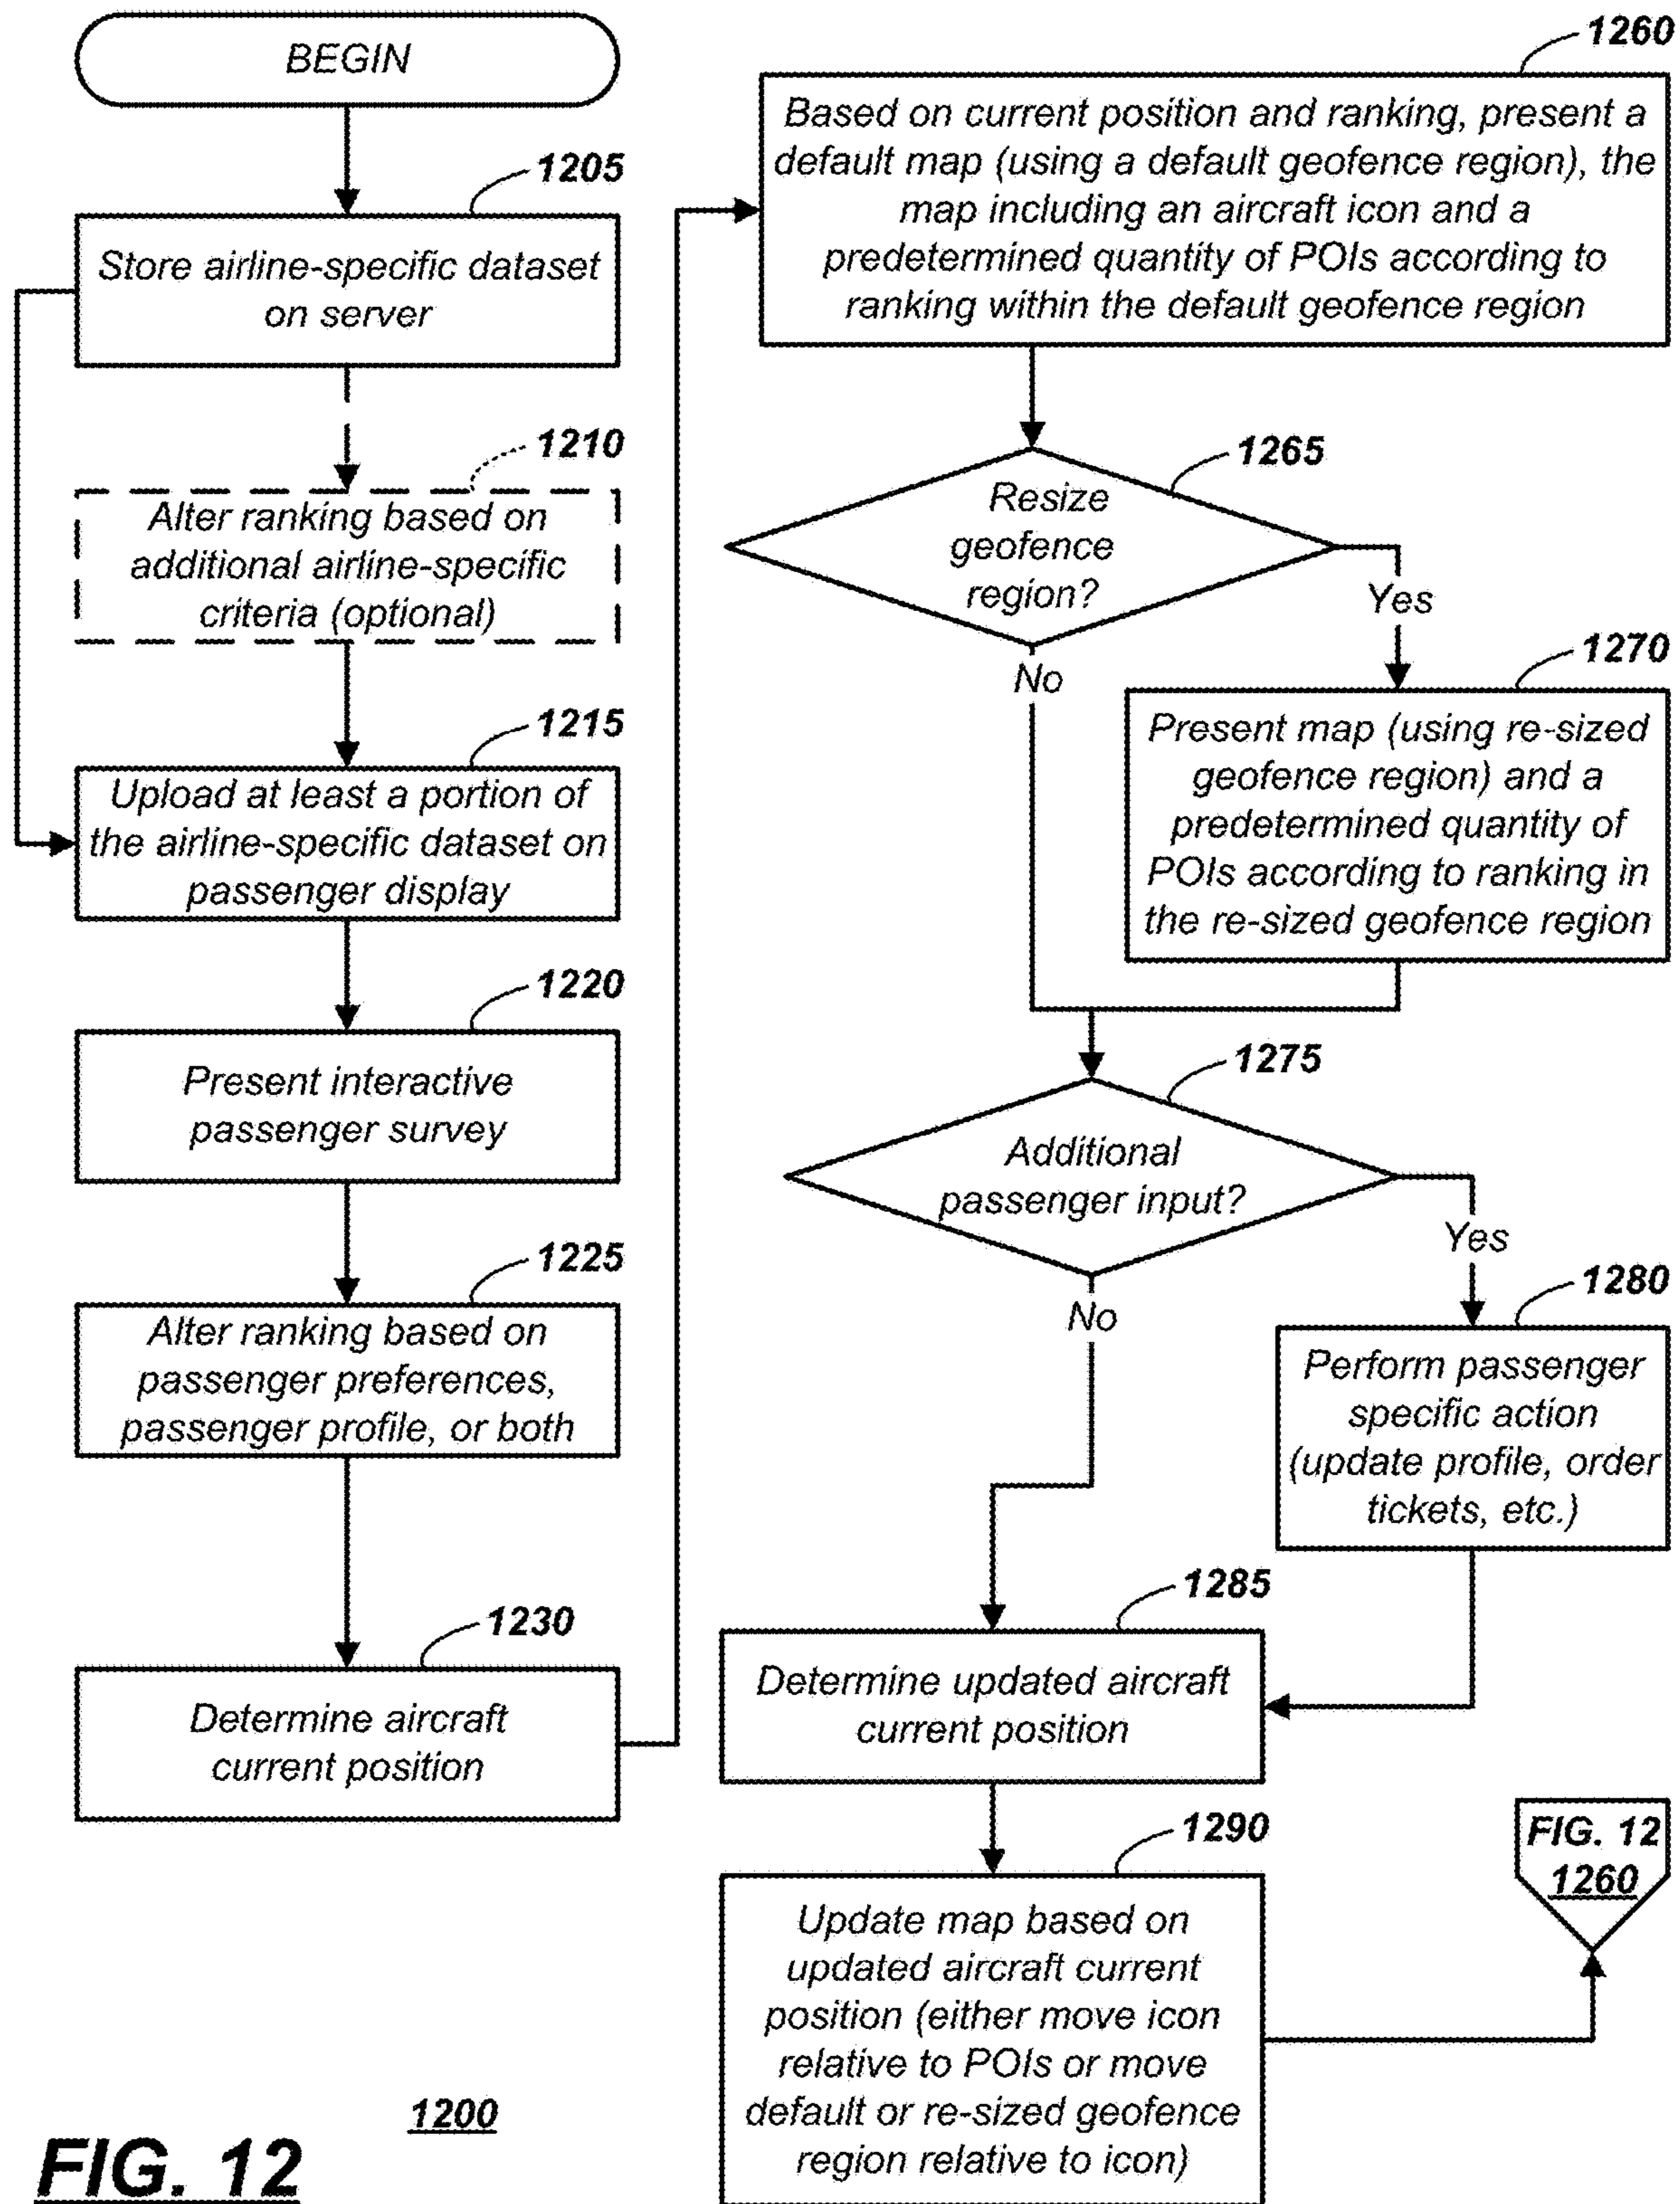 BEGIN
1205
Store airline-specific dataset
on server
1210
Alter ranking based on
additional airline-specific
criteria (optional)
1215
Upload at least a portion of
the airline-specific dataset on
passenger display
1220
Present interactive
passenger survey
1225
Alter ranking based on
passenger preferences,
passenger profile, or both
1230
Determine aircraft
current position
1260
Based on current position and ranking, present a
default map (using a default geofence region), the
map including an aircraft icon and a
predetermined quantity of POIs according to
ranking within the default geofence region
1265
Resize
geofence
region?
Yes
No
1270
Present map (using re-sized
geofence region) and a
predetermined quantity of
POIs according to ranking in
the re-sized geofence region
1275
Additional
passenger input?
Yes
No
1280
Perform passenger
specific action
(update profile, order
tickets, etc.)
1285
Determine updated aircraft
current position
1290
Update map based on
updated aircraft current
position (either move icon
relative to POIs or move
default or re-sized geofence
region relative to icon)
FIG. 12
1260
1200
FIG. 12